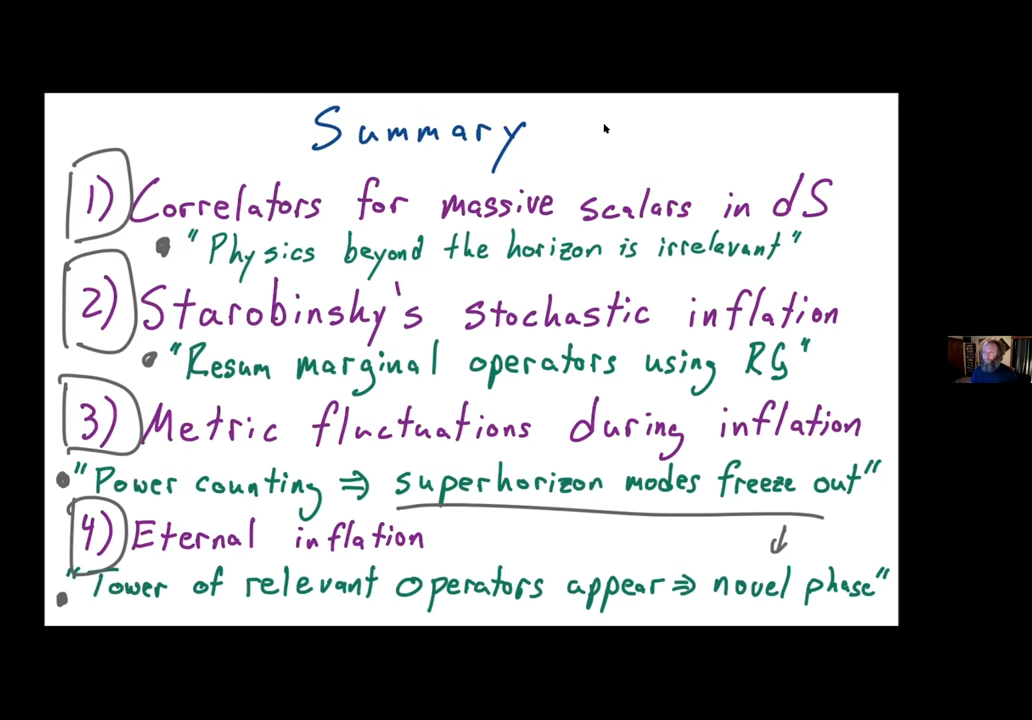 Summary
1) Correlators for massive scalars in dS
• "Physics beyond the horizon is irrelevant"
2) Starobinsky's stochastic inflation
• "Resum marginal operators using RG"
3) Metric fluctuations during inflation
• "Power counting ⇒ superhorizon modes freeze out"
4) Eternal inflation
• "Tower of relevant operators appear ⇒ novel phase"